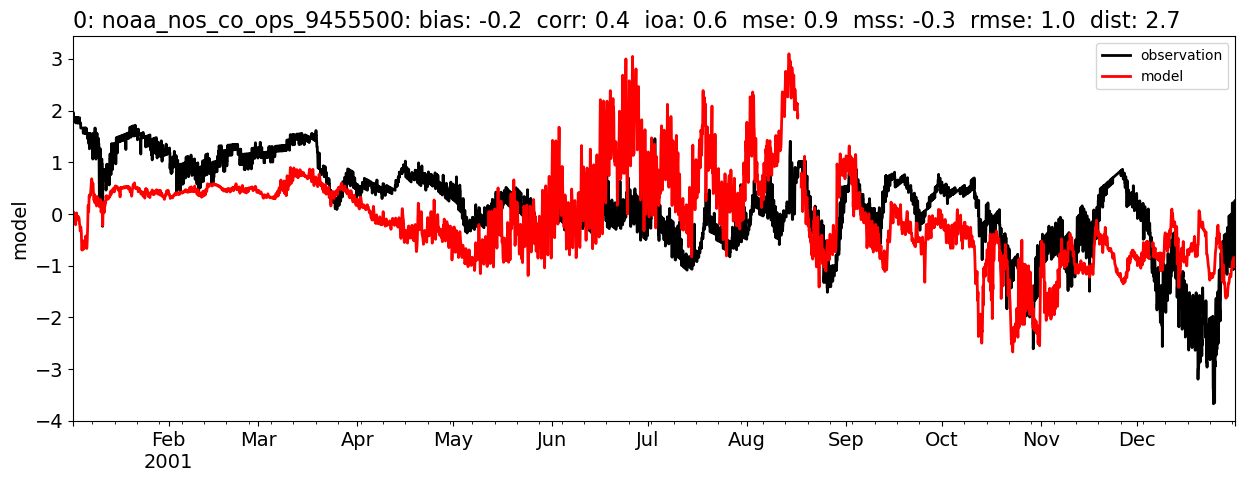 0: noaa_nos_co_ops_9455500: bias: -0.2  corr: 0.4  ioa: 0.6  mse: 0.9  mss: -0.3  rmse: 1.0  dist: 2.7
observation
model
model
3
2
1
0
−1
−2
−3
−4
Feb Mar Apr May Jun Jul Aug Sep Oct Nov Dec
2001